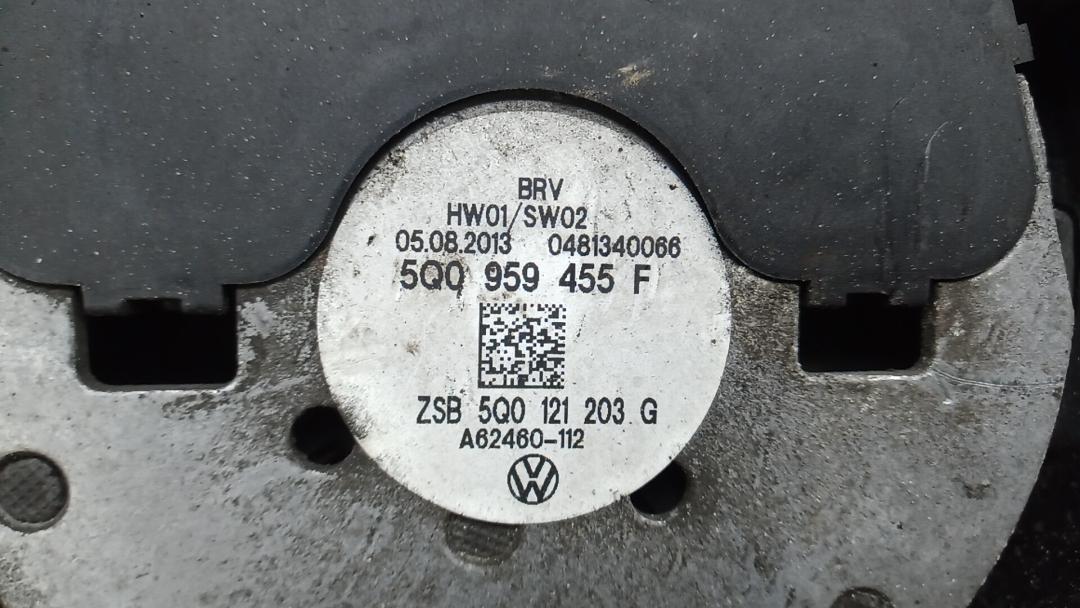 BRV
HW01/SW02
05.08.2013 0481340066
5Q0 959 455 F
ZSB 5Q0 121 203 G
A62460-112
VW